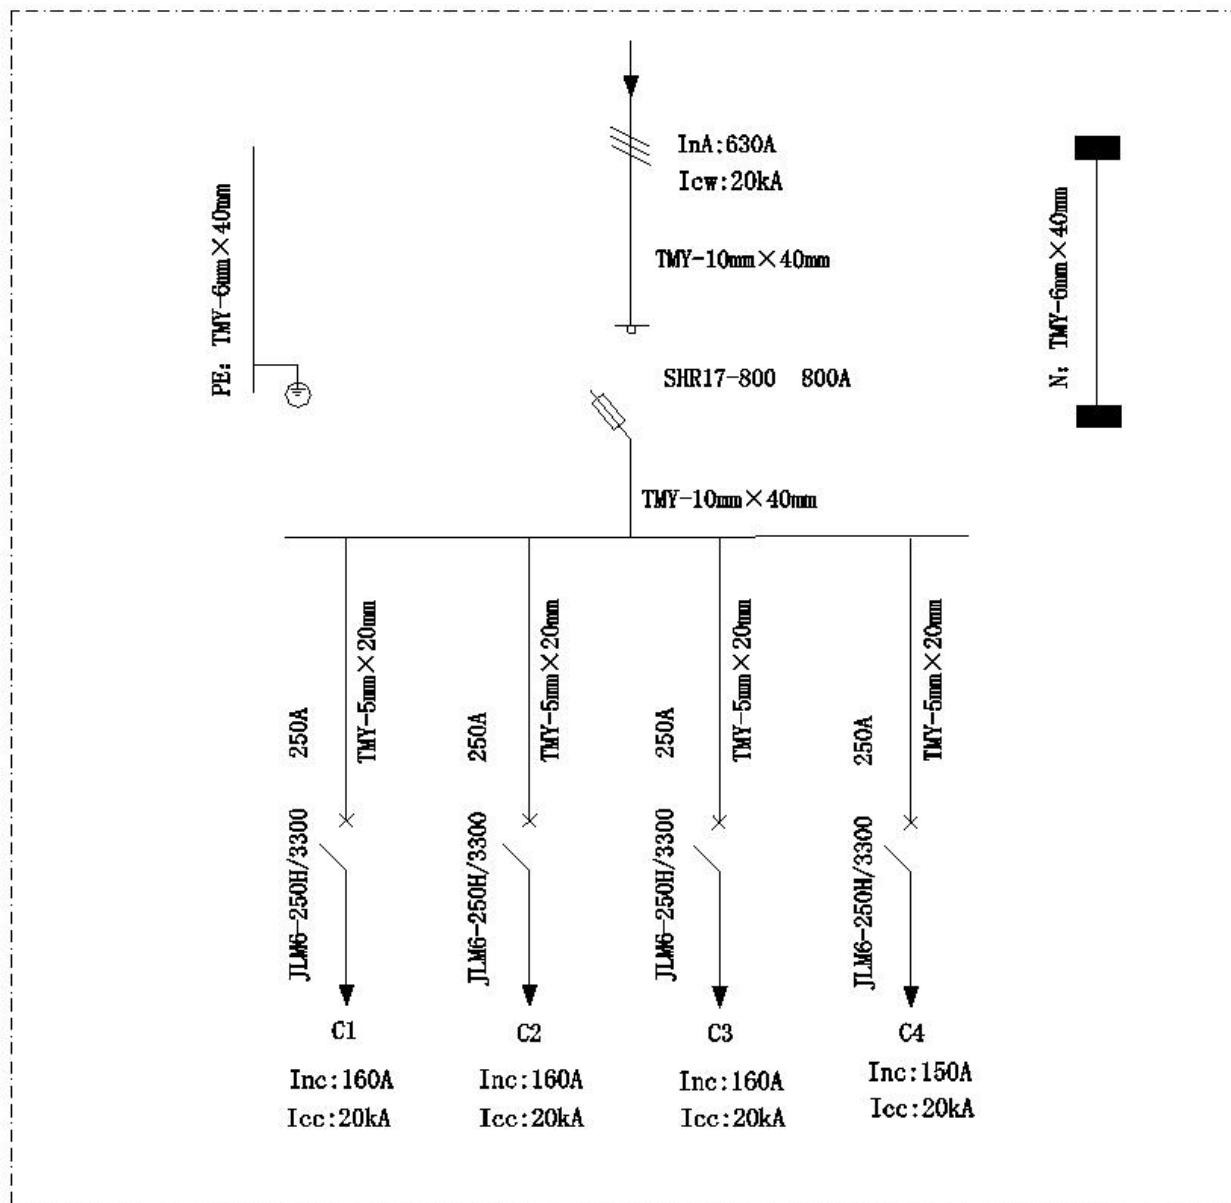 InA:630A
Icw:20kA
PE: TMY-6mm×40mm
TMY-10mm×40mm
N: TMY-6mm×40mm
SHR17-800 800A
TMY-10mm×40mm
JLM6-250H/3300 250A
TMY-5mm×20mm
JLM6-250H/3300 250A
TMY-5mm×20mm
JLM6-250H/3300 250A
TMY-5mm×20mm
JLM6-250H/3300 250A
TMY-5mm×20mm
C1
C2
C3
C4
Inc:160A
Inc:160A
Inc:160A
Inc:150A
Icc:20kA
Icc:20kA
Icc:20kA
Icc:20kA